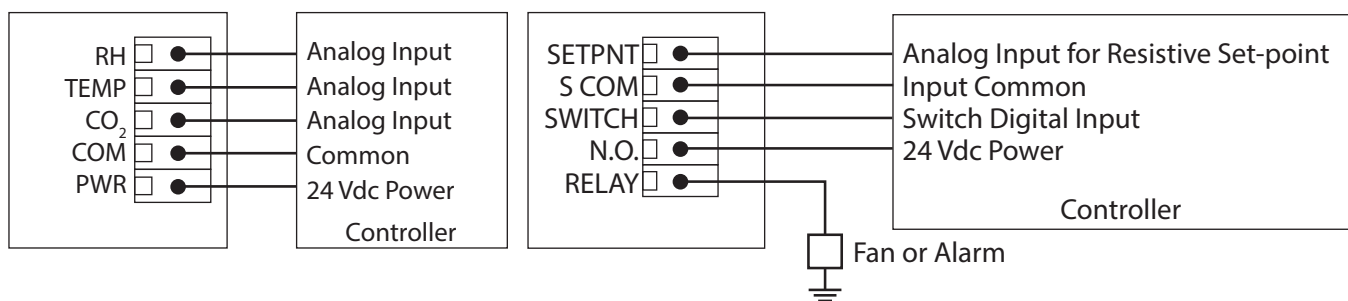 RH
TEMP
CO₂
COM
PWR
Analog Input
Analog Input
Analog Input
Common
24 Vdc Power
Controller
SETPNT
S COM
SWITCH
N.O.
RELAY
Analog Input for Resistive Set-point
Input Common
Switch Digital Input
24 Vdc Power
Controller
Fan or Alarm